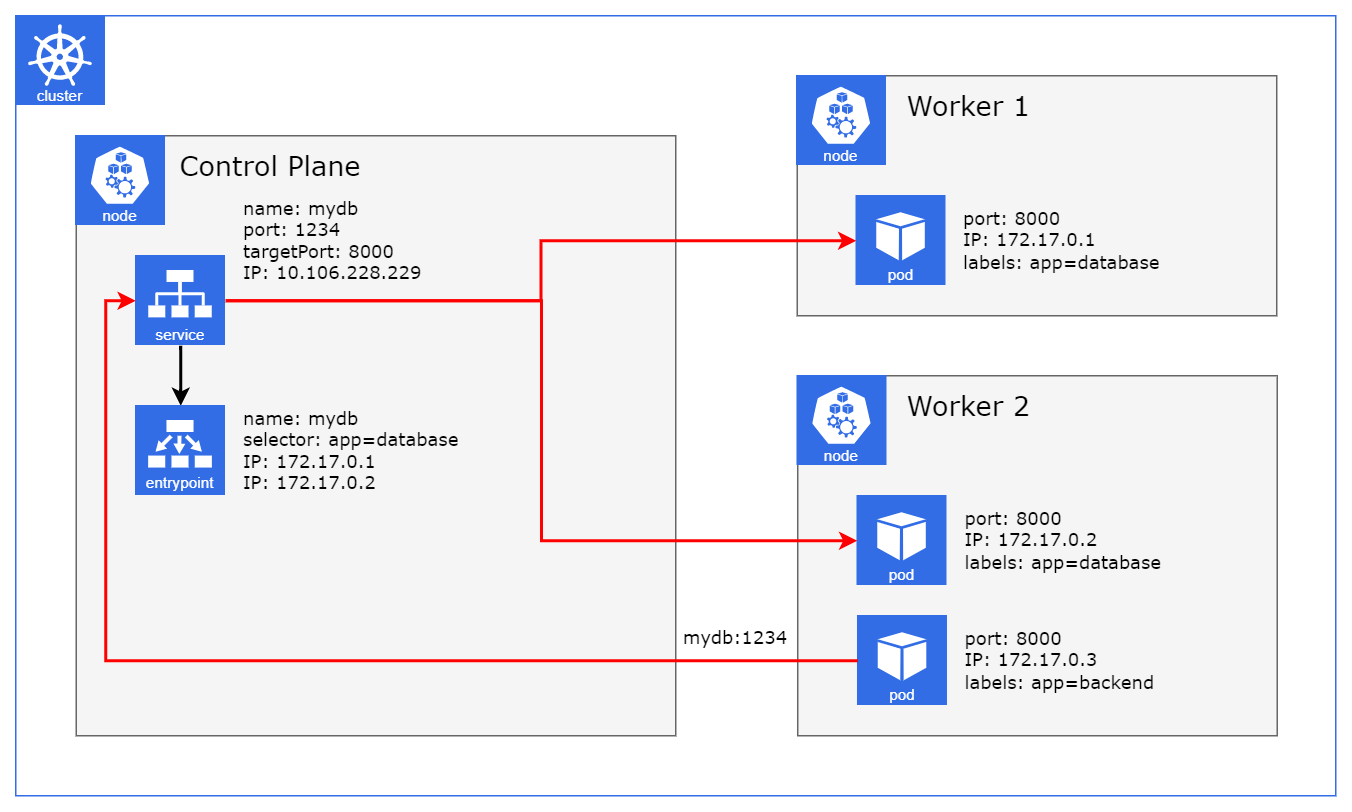 cluster
node
Control Plane
name: mydb
port: 1234
targetPort: 8000
IP: 10.106.228.229
service
entrypoint
name: mydb
selector: app=database
IP: 172.17.0.1
IP: 172.17.0.2
node
Worker 1
pod
port: 8000
IP: 172.17.0.1
labels: app=database
node
Worker 2
pod
port: 8000
IP: 172.17.0.2
labels: app=database
mydb:1234
pod
port: 8000
IP: 172.17.0.3
labels: app=backend